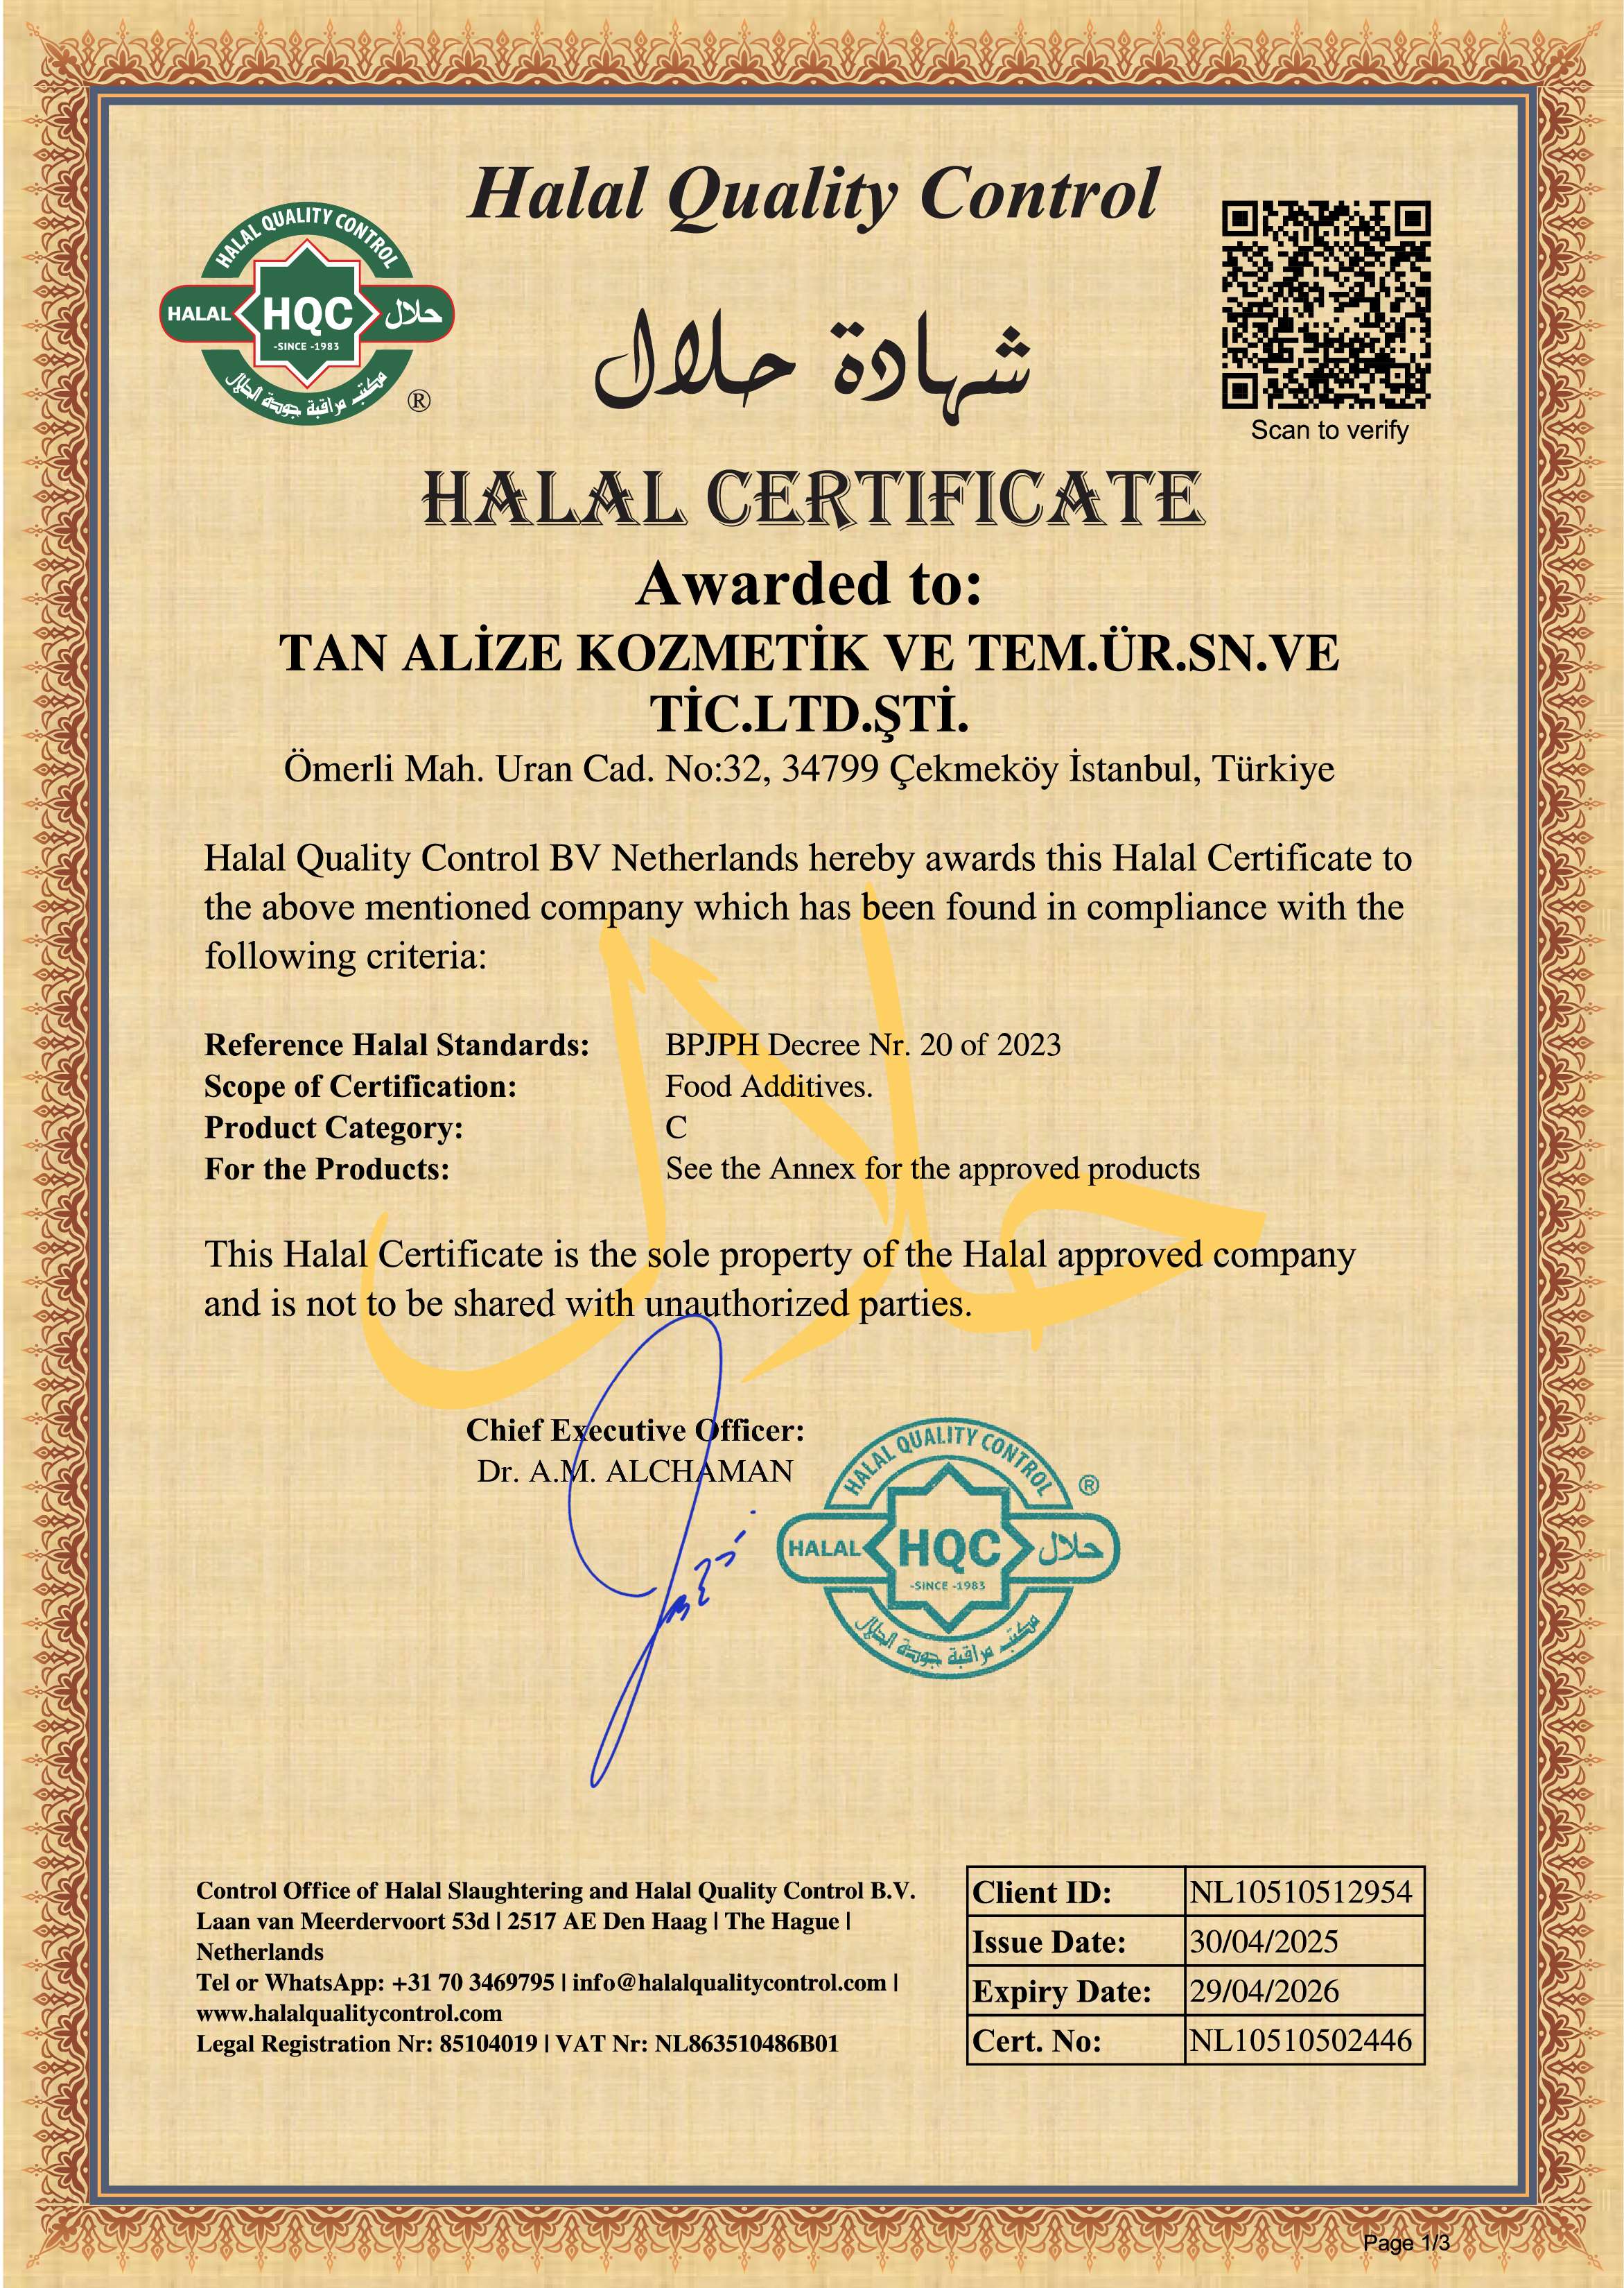 Halal Quality Control
HALAL QUALITY CONTROL
HALAL
HQC
حلال
-SINCE -1983
مكتب مراقبة جودة الحلال
®
شهادة حلال
Scan to verify
HALAL CERTIFICATE
Awarded to:
TAN ALİZE KOZMETİK VE TEM.ÜR.SN.VE
TİC.LTD.ŞTİ.
Ömerli Mah. Uran Cad. No:32, 34799 Çekmeköy İstanbul, Türkiye
Halal Quality Control BV Netherlands hereby awards this Halal Certificate to
the above mentioned company which has been found in compliance with the
following criteria:
Reference Halal Standards: BPJPH Decree Nr. 20 of 2023
Scope of Certification: Food Additives.
Product Category: C
For the Products: See the Annex for the approved products
حلال
This Halal Certificate is the sole property of the Halal approved company
and is not to be shared with unauthorized parties.
Chief Executive Officer:
Dr. A.M. ALCHAMAN
HALAL QUALITY CONTROL
®
HALAL
HQC
حلال
-SINCE -1983
مكتب مراقبة جودة الحلال
Control Office of Halal Slaughtering and Halal Quality Control B.V.
Laan van Meerdervoort 53d | 2517 AE Den Haag | The Hague |
Netherlands
Tel or WhatsApp: +31 70 3469795 | info@halalqualitycontrol.com |
www.halalqualitycontrol.com
Legal Registration Nr: 85104019 | VAT Nr: NL863510486B01
Client ID: NL10510512954
Issue Date: 30/04/2025
Expiry Date: 29/04/2026
Cert. No: NL10510502446
Page 1/3